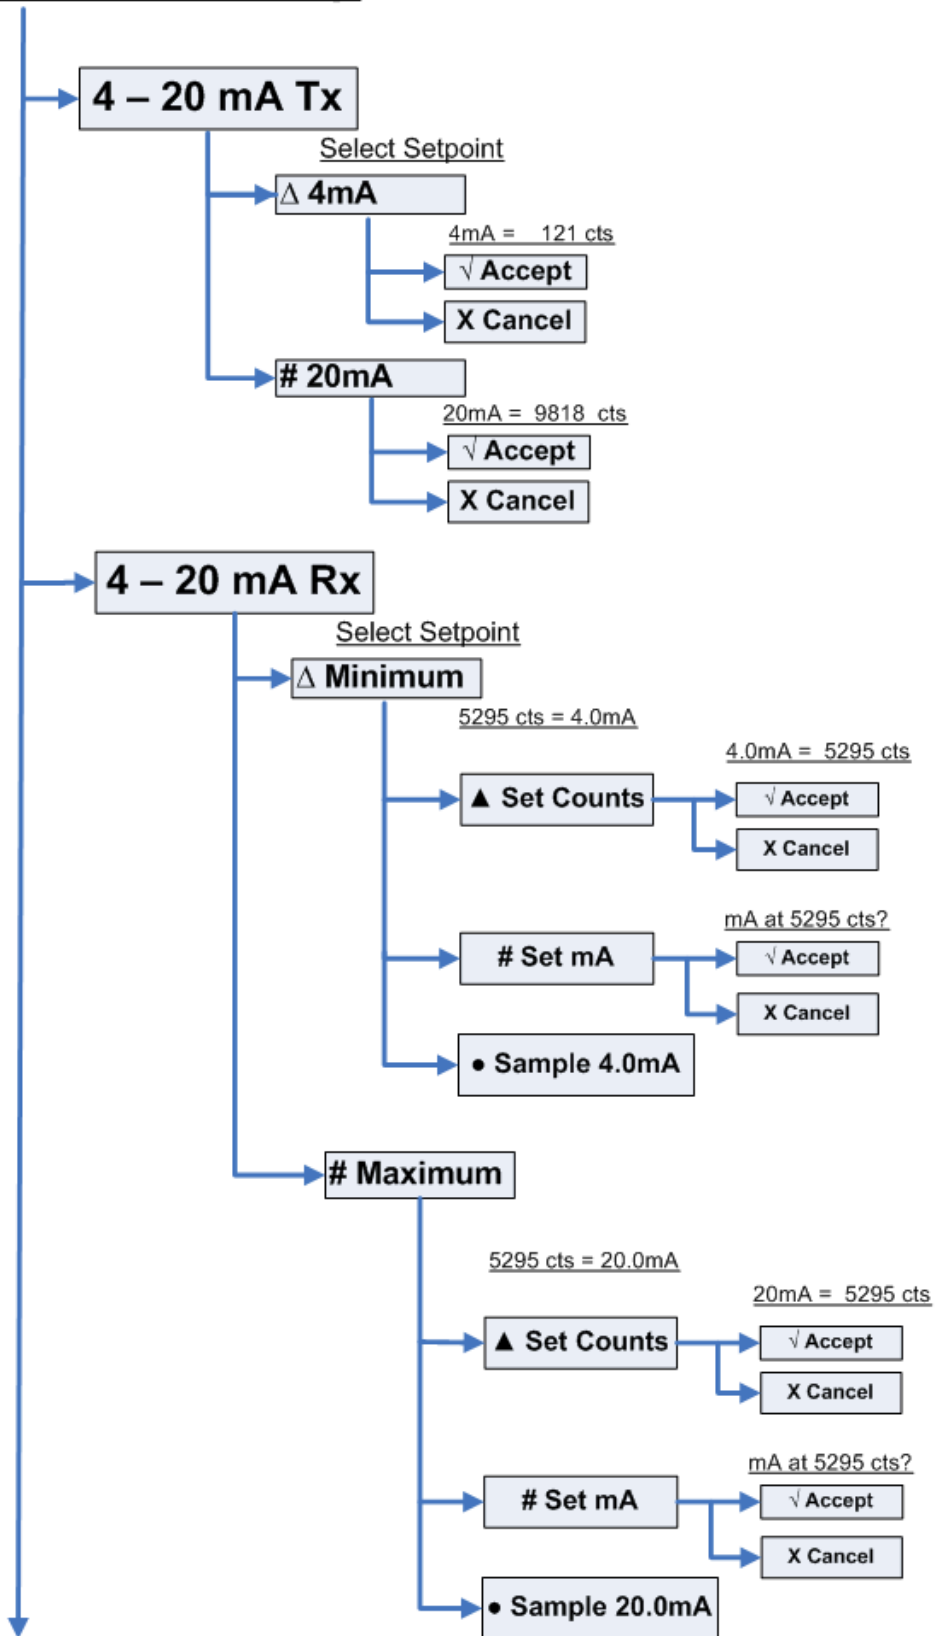 4 – 20 mA Tx
Select Setpoint
∆ 4mA
4mA = 121 cts
√ Accept
X Cancel
# 20mA
20mA = 9818 cts
√ Accept
X Cancel
4 – 20 mA Rx
Select Setpoint
∆ Minimum
5295 cts = 4.0mA
4.0mA = 5295 cts
▲ Set Counts
√ Accept
X Cancel
mA at 5295 cts?
# Set mA
√ Accept
X Cancel
● Sample 4.0mA
# Maximum
5295 cts = 20.0mA
20mA = 5295 cts
▲ Set Counts
√ Accept
X Cancel
mA at 5295 cts?
# Set mA
√ Accept
X Cancel
● Sample 20.0mA